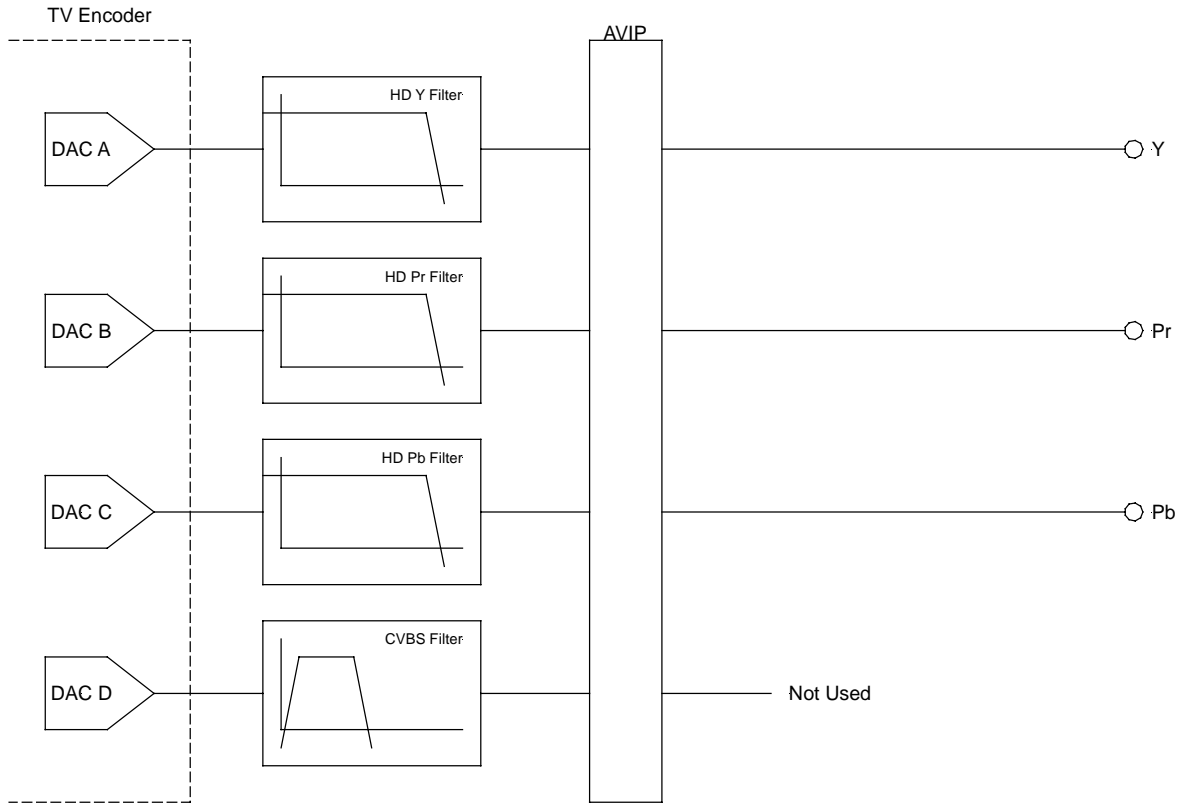 TV Encoder
AVIP
HD Y Filter
DAC A
Y
HD Pr Filter
DAC B
Pr
HD Pb Filter
DAC C
Pb
CVBS Filter
DAC D
Not Used